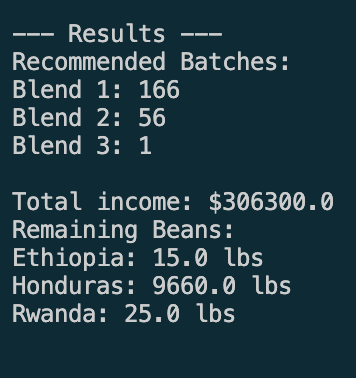 --- Results ---
Recommended Batches:
Blend 1: 166
Blend 2: 56
Blend 3: 1
Total income: $306300.0
Remaining Beans:
Ethiopia: 15.0 lbs
Honduras: 9660.0 lbs
Rwanda: 25.0 lbs